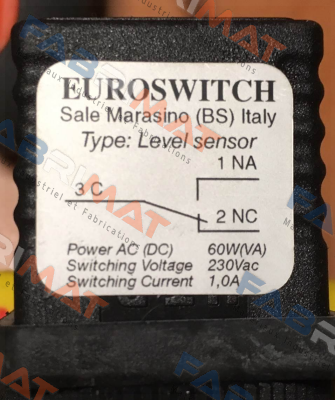 EUROSWITCH
Sale Marasino (BS) Italy
Type: Level sensor
1 NA
3 C
2 NC
Power AC (DC) 60W(VA)
Switching Voltage 230Vac
Switching Current 1,0A
FABRIMAT